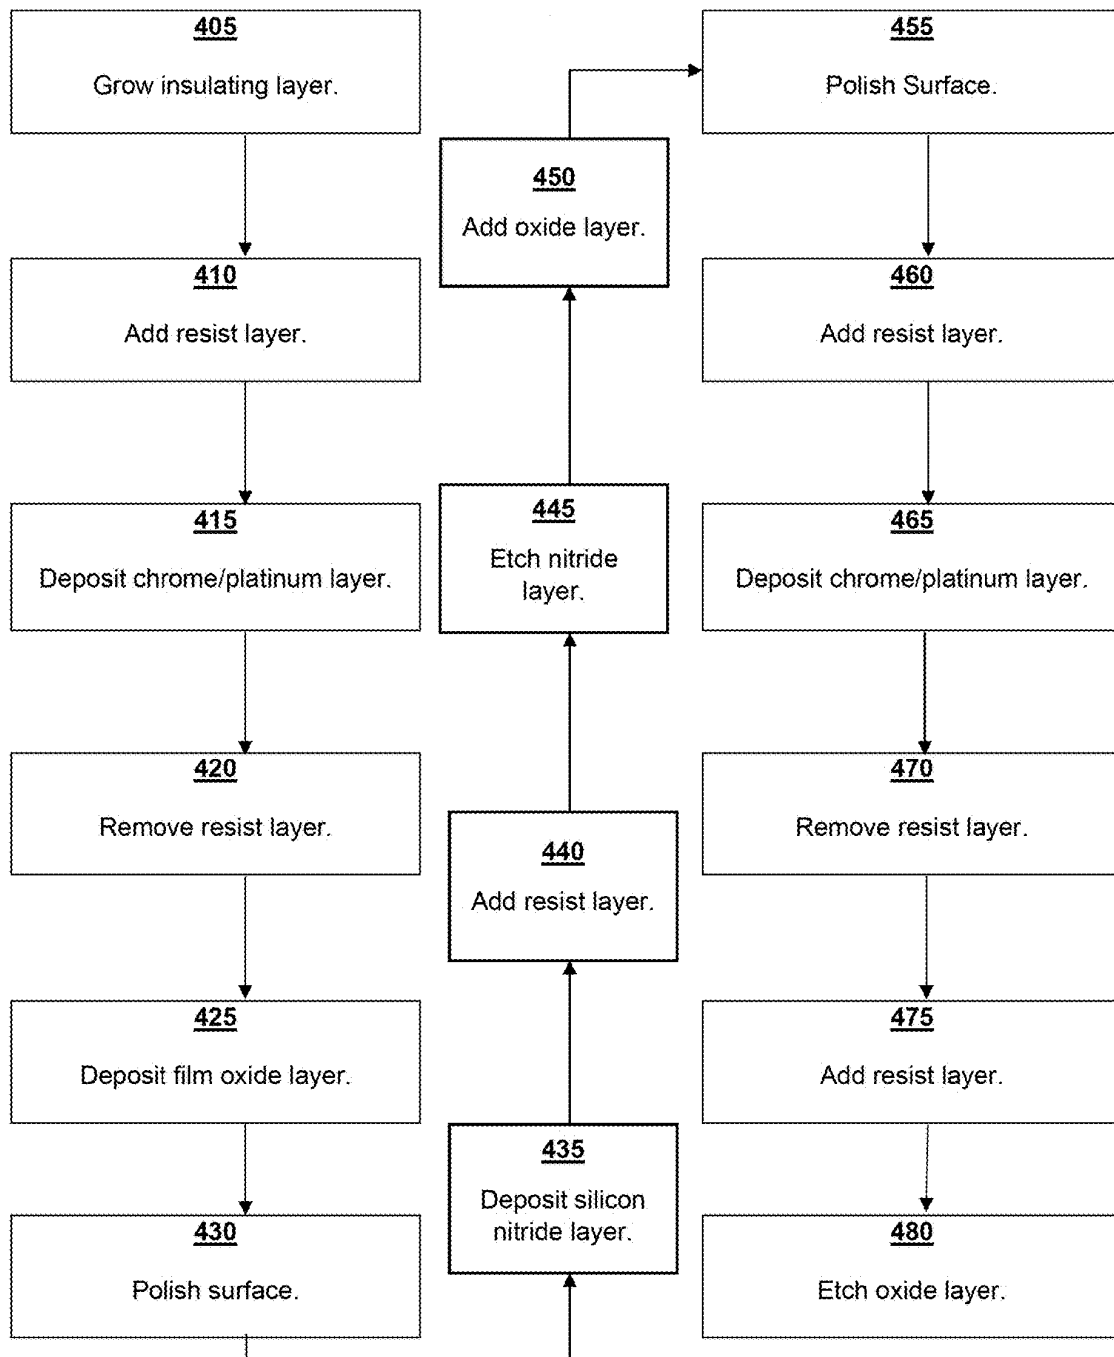 405
Grow insulating layer.
410
Add resist layer.
415
Deposit chrome/platinum layer.
420
Remove resist layer.
425
Deposit film oxide layer.
430
Polish surface.
435
Deposit silicon
nitride layer.
440
Add resist layer.
445
Etch nitride
layer.
450
Add oxide layer.
455
Polish Surface.
460
Add resist layer.
465
Deposit chrome/platinum layer.
470
Remove resist layer.
475
Add resist layer.
480
Etch oxide layer.